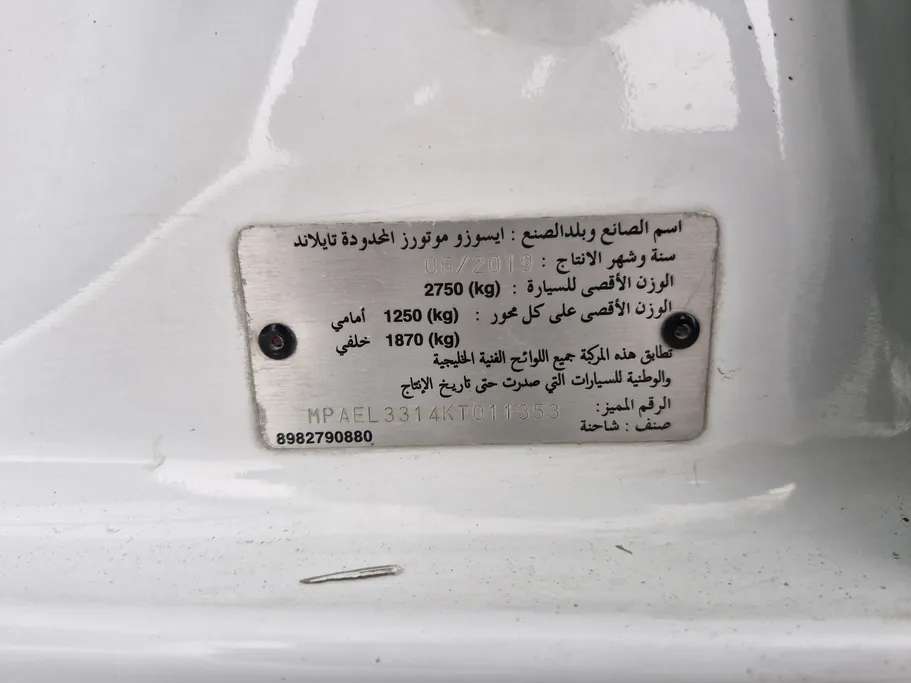 اسم الصانع وبلدالصنع : ايسوزو موتورز المحدودة تايلاند
سنة وشهر الانتاج : 06/2019
الوزن الأقصى للسيارة : 2750 (kg)
الوزن الأقصى على كل محور : 1250 (kg) أمامي
1870 (kg) خلفي
تطابق هذه المركبة جميع اللوائح الفنية الخليجية
والوطنية للسيارات التي صدرت حتى تاريخ الإنتاج
الرقم المميز: MPAEL3314KT011353
صنف : شاحنة
8982790880